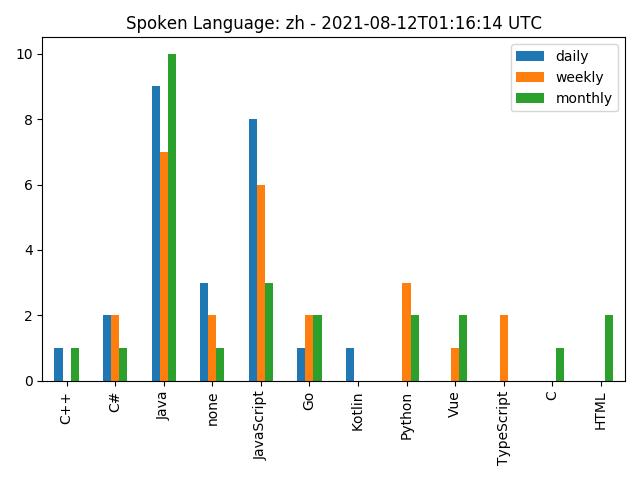 Spoken Language: zh - 2021-08-12T01:16:14 UTC
daily
weekly
monthly
10
8
6
4
2
0
C++
C#
Java
none
JavaScript
Go
Kotlin
Python
Vue
TypeScript
C
HTML